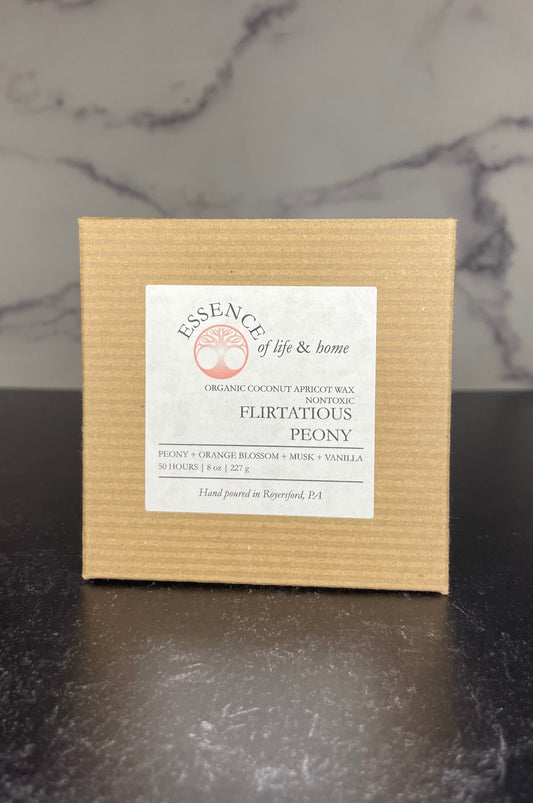 ESSENCE
of life & home
ORGANIC COCONUT APRICOT WAX
NONTOXIC
FLIRTATIOUS
PEONY
PEONY + ORANGE BLOSSOM + MUSK + VANILLA
50 HOURS | 8 oz | 227 g
Hand poured in Royersford, PA